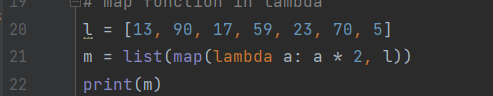 19 # map function in lambda
20 l = [13, 90, 17, 59, 23, 70, 5]
21 m = list(map(lambda a: a * 2, l))
22 print(m)